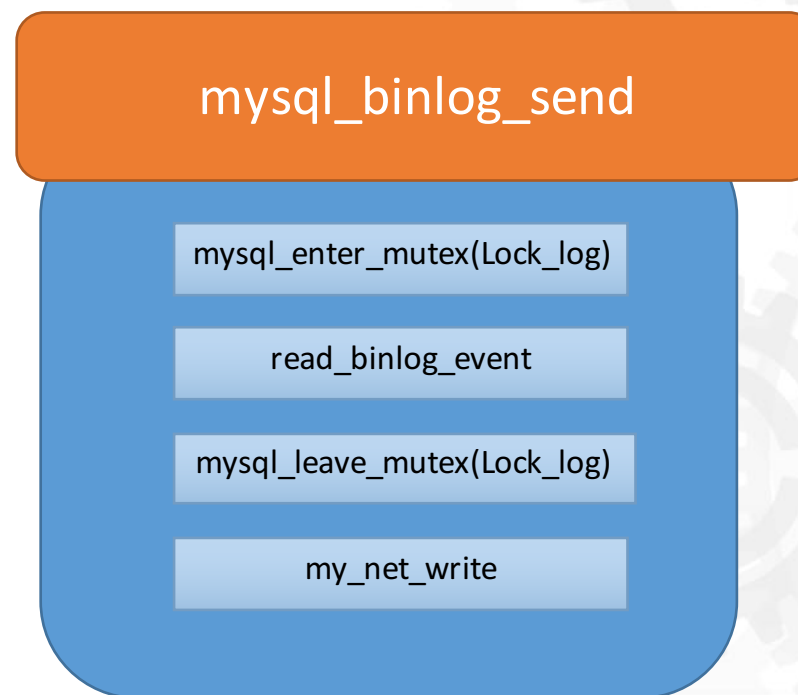 mysql_binlog_send
mysql_enter_mutex(Lock_log)
read_binlog_event
mysql_leave_mutex(Lock_log)
my_net_write